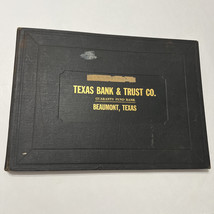 TEXAS BANK & TRUST CO.
GUARANTY FUND BANK
BEAUMONT, TEXAS